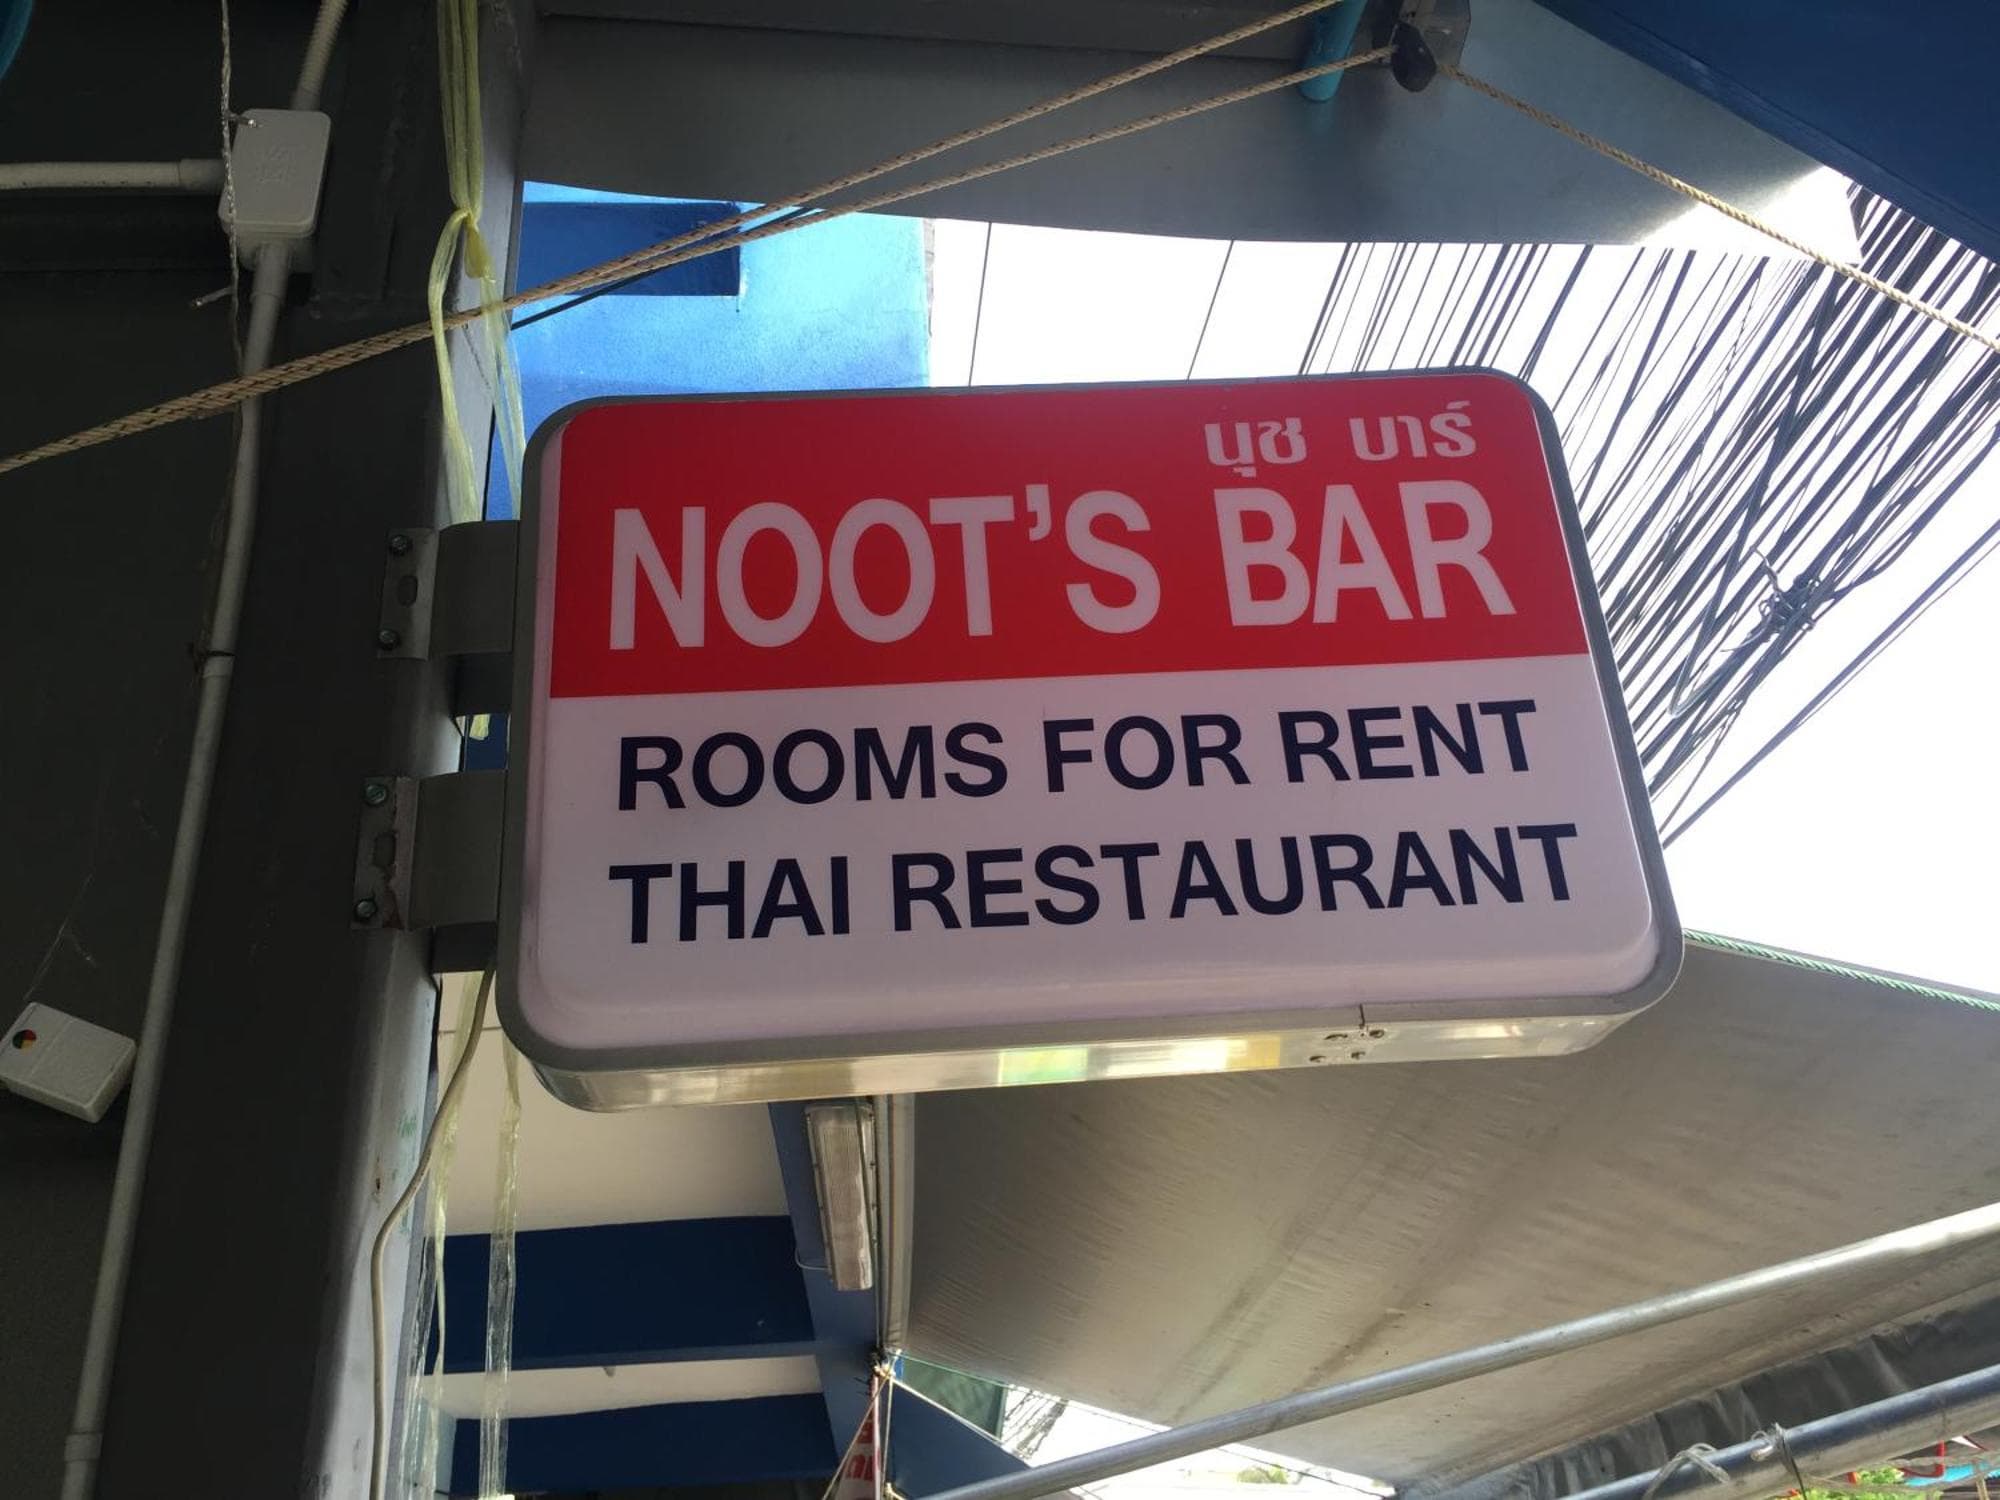 นุช บาร์
NOOT'S BAR
ROOMS FOR RENT
THAI RESTAURANT